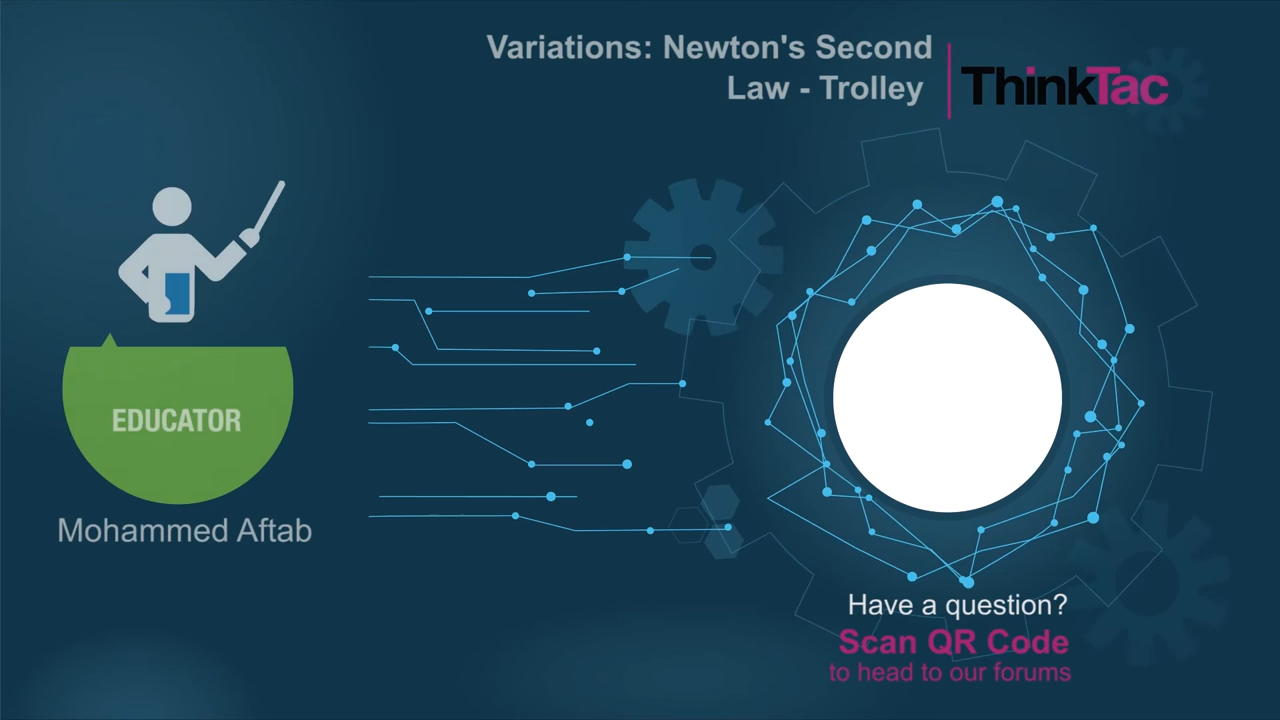 Variations: Newton's Second
Law - Trolley
ThinkTac
EDUCATOR
Mohammed Aftab
Have a question?
Scan QR Code
to head to our forums